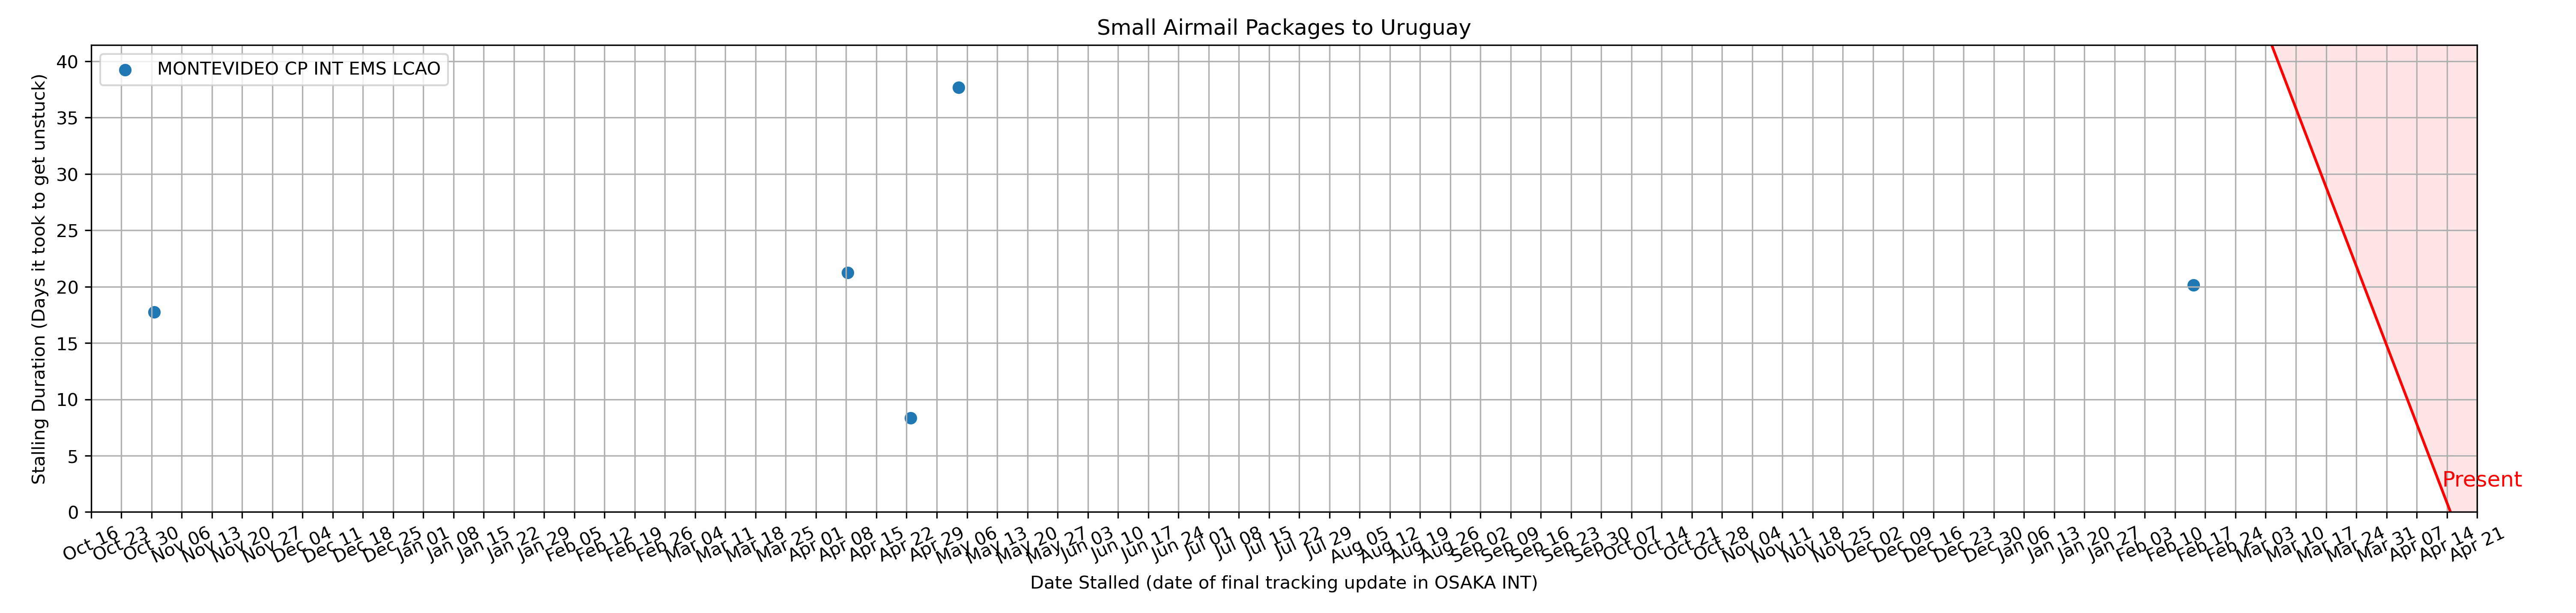 Small Airmail Packages to Uruguay
MONTEVIDEO CP INT EMS LCAO
Stalling Duration (Days it took to get unstuck)
40
35
30
25
20
15
10
5
0
Present
Oct 16 Oct 23 Oct 30 Nov 06 Nov 13 Nov 20 Nov 27 Dec 04 Dec 11 Dec 18 Dec 25 Jan 01 Jan 08 Jan 15 Jan 22 Jan 29 Feb 05 Feb 12 Feb 19 Feb 26 Mar 04 Mar 11 Mar 18 Mar 25 Apr 01 Apr 08 Apr 15 Apr 22 Apr 29 May 06 May 13 May 20 May 27 Jun 03 Jun 10 Jun 17 Jun 24 Jul 01 Jul 08 Jul 15 Jul 22 Jul 29 Aug 05 Aug 12 Aug 19 Aug 26 Sep 02 Sep 09 Sep 16 Sep 23 Sep 30 Oct 07 Oct 14 Oct 21 Oct 28 Nov 04 Nov 11 Nov 18 Nov 25 Dec 02 Dec 09 Dec 16 Dec 23 Dec 30 Jan 06 Jan 13 Jan 20 Jan 27 Feb 03 Feb 10 Feb 17 Feb 24 Mar 03 Mar 10 Mar 17 Mar 24 Mar 31 Apr 07 Apr 14 Apr 21
Date Stalled (date of final tracking update in OSAKA INT)